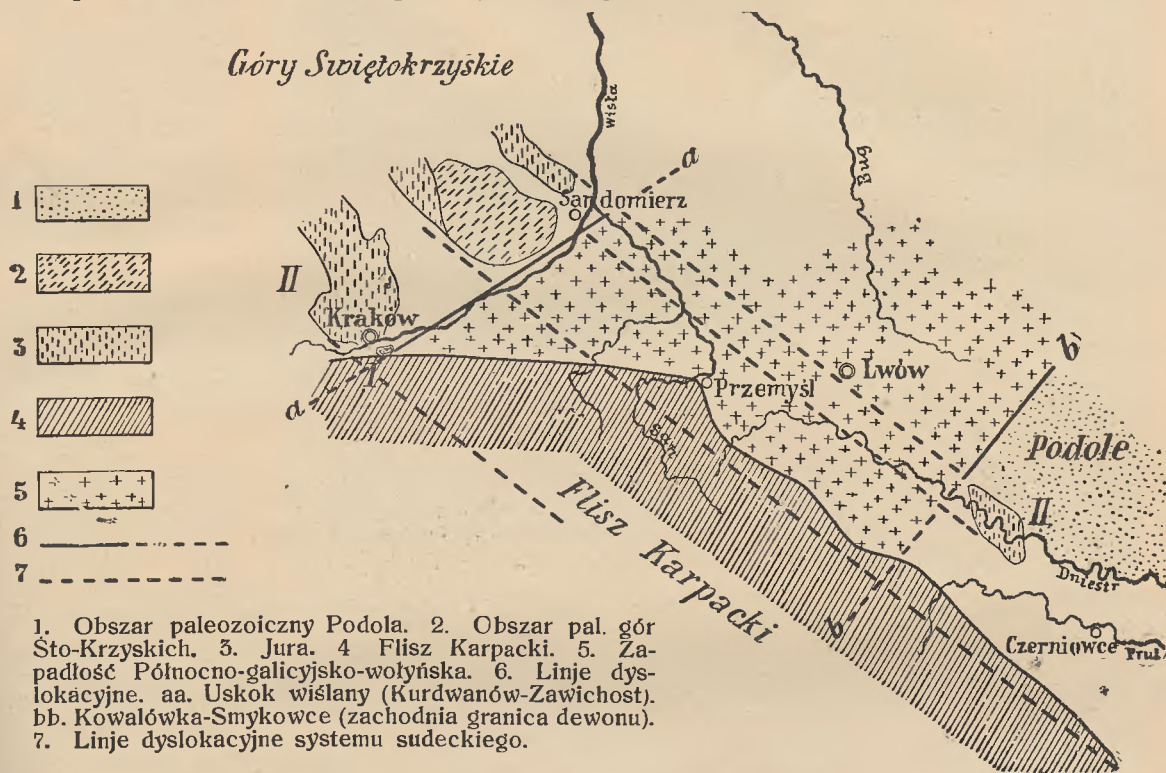 Góry Swiętokrzyskie
Wisła
Bug
a
Sandomierz
1
2
3
4
5
6
7
II
Kraków
I
a
Lwów
Przemyśl
b
Podole
San
Flisz Karpacki
II
Dniestr
b
Czerniowce
Prut
1. Obszar paleozoiczny Podola. 2. Obszar pal. gór
Śto-Krzyskich. 3. Jura. 4 Flisz Karpacki. 5. Za-
padłość Północno-galicyjsko-wołyńska. 6. Linje dys-
lokacyjne. aa. Uskok wiślany (Kurdwanów-Zawichost).
bb. Kowalówka-Smykowce (zachodnia granica dewonu).
7. Linje dyslokacyjne systemu sudeckiego.